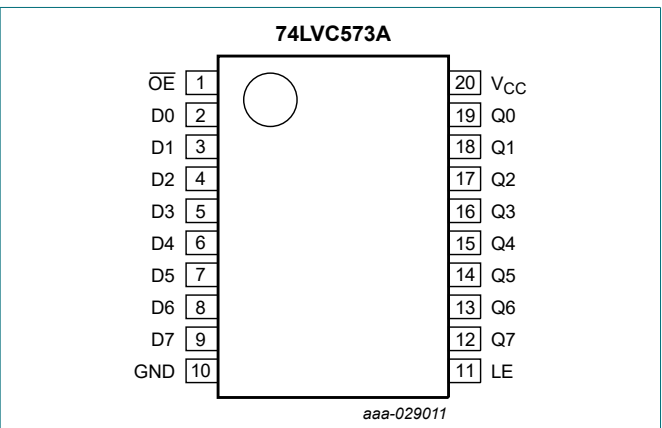 74LVC573A
OE 1 20 VCC
D0 2 19 Q0
D1 3 18 Q1
D2 4 17 Q2
D3 5 16 Q3
D4 6 15 Q4
D5 7 14 Q5
D6 8 13 Q6
D7 9 12 Q7
GND 10 11 LE
aaa-029011